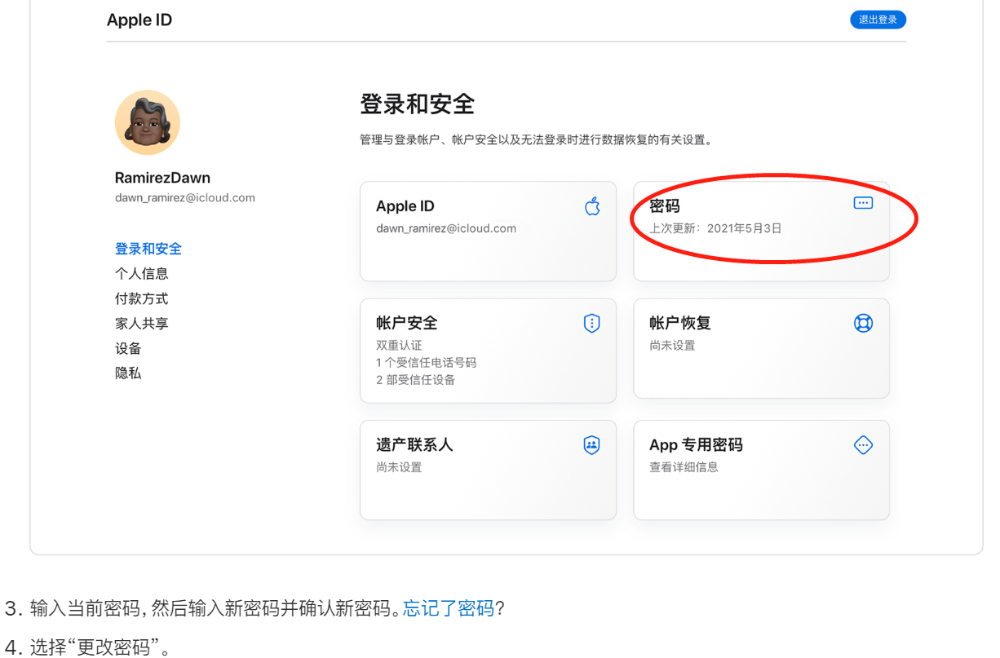 Apple ID
退出登录
RamirezDawn
dawn_ramirez@icloud.com
登录和安全
个人信息
付款方式
家人共享
设备
隐私
登录和安全
管理与登录帐户、帐户安全以及无法登录时进行数据恢复的有关设置。
Apple ID
dawn_ramirez@icloud.com
密码
上次更新：2021年5月3日
帐户安全
双重认证
1 个受信任电话号码
2 部受信任设备
帐户恢复
尚未设置
遗产联系人
尚未设置
App 专用密码
查看详细信息
3. 输入当前密码，然后输入新密码并确认新密码。忘记了密码？
4. 选择“更改密码”。